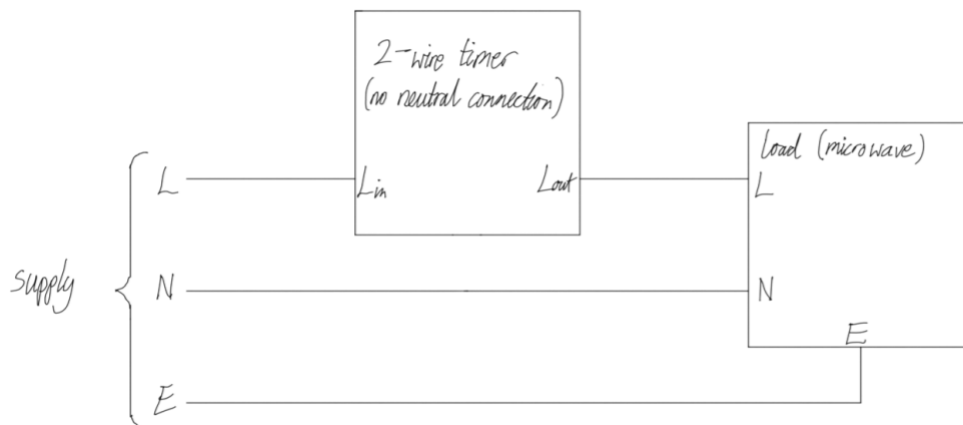 2-wire timer
(no neutral connection)
load (microwave)
L
Lin
Lout
L
supply
N
N
E
E